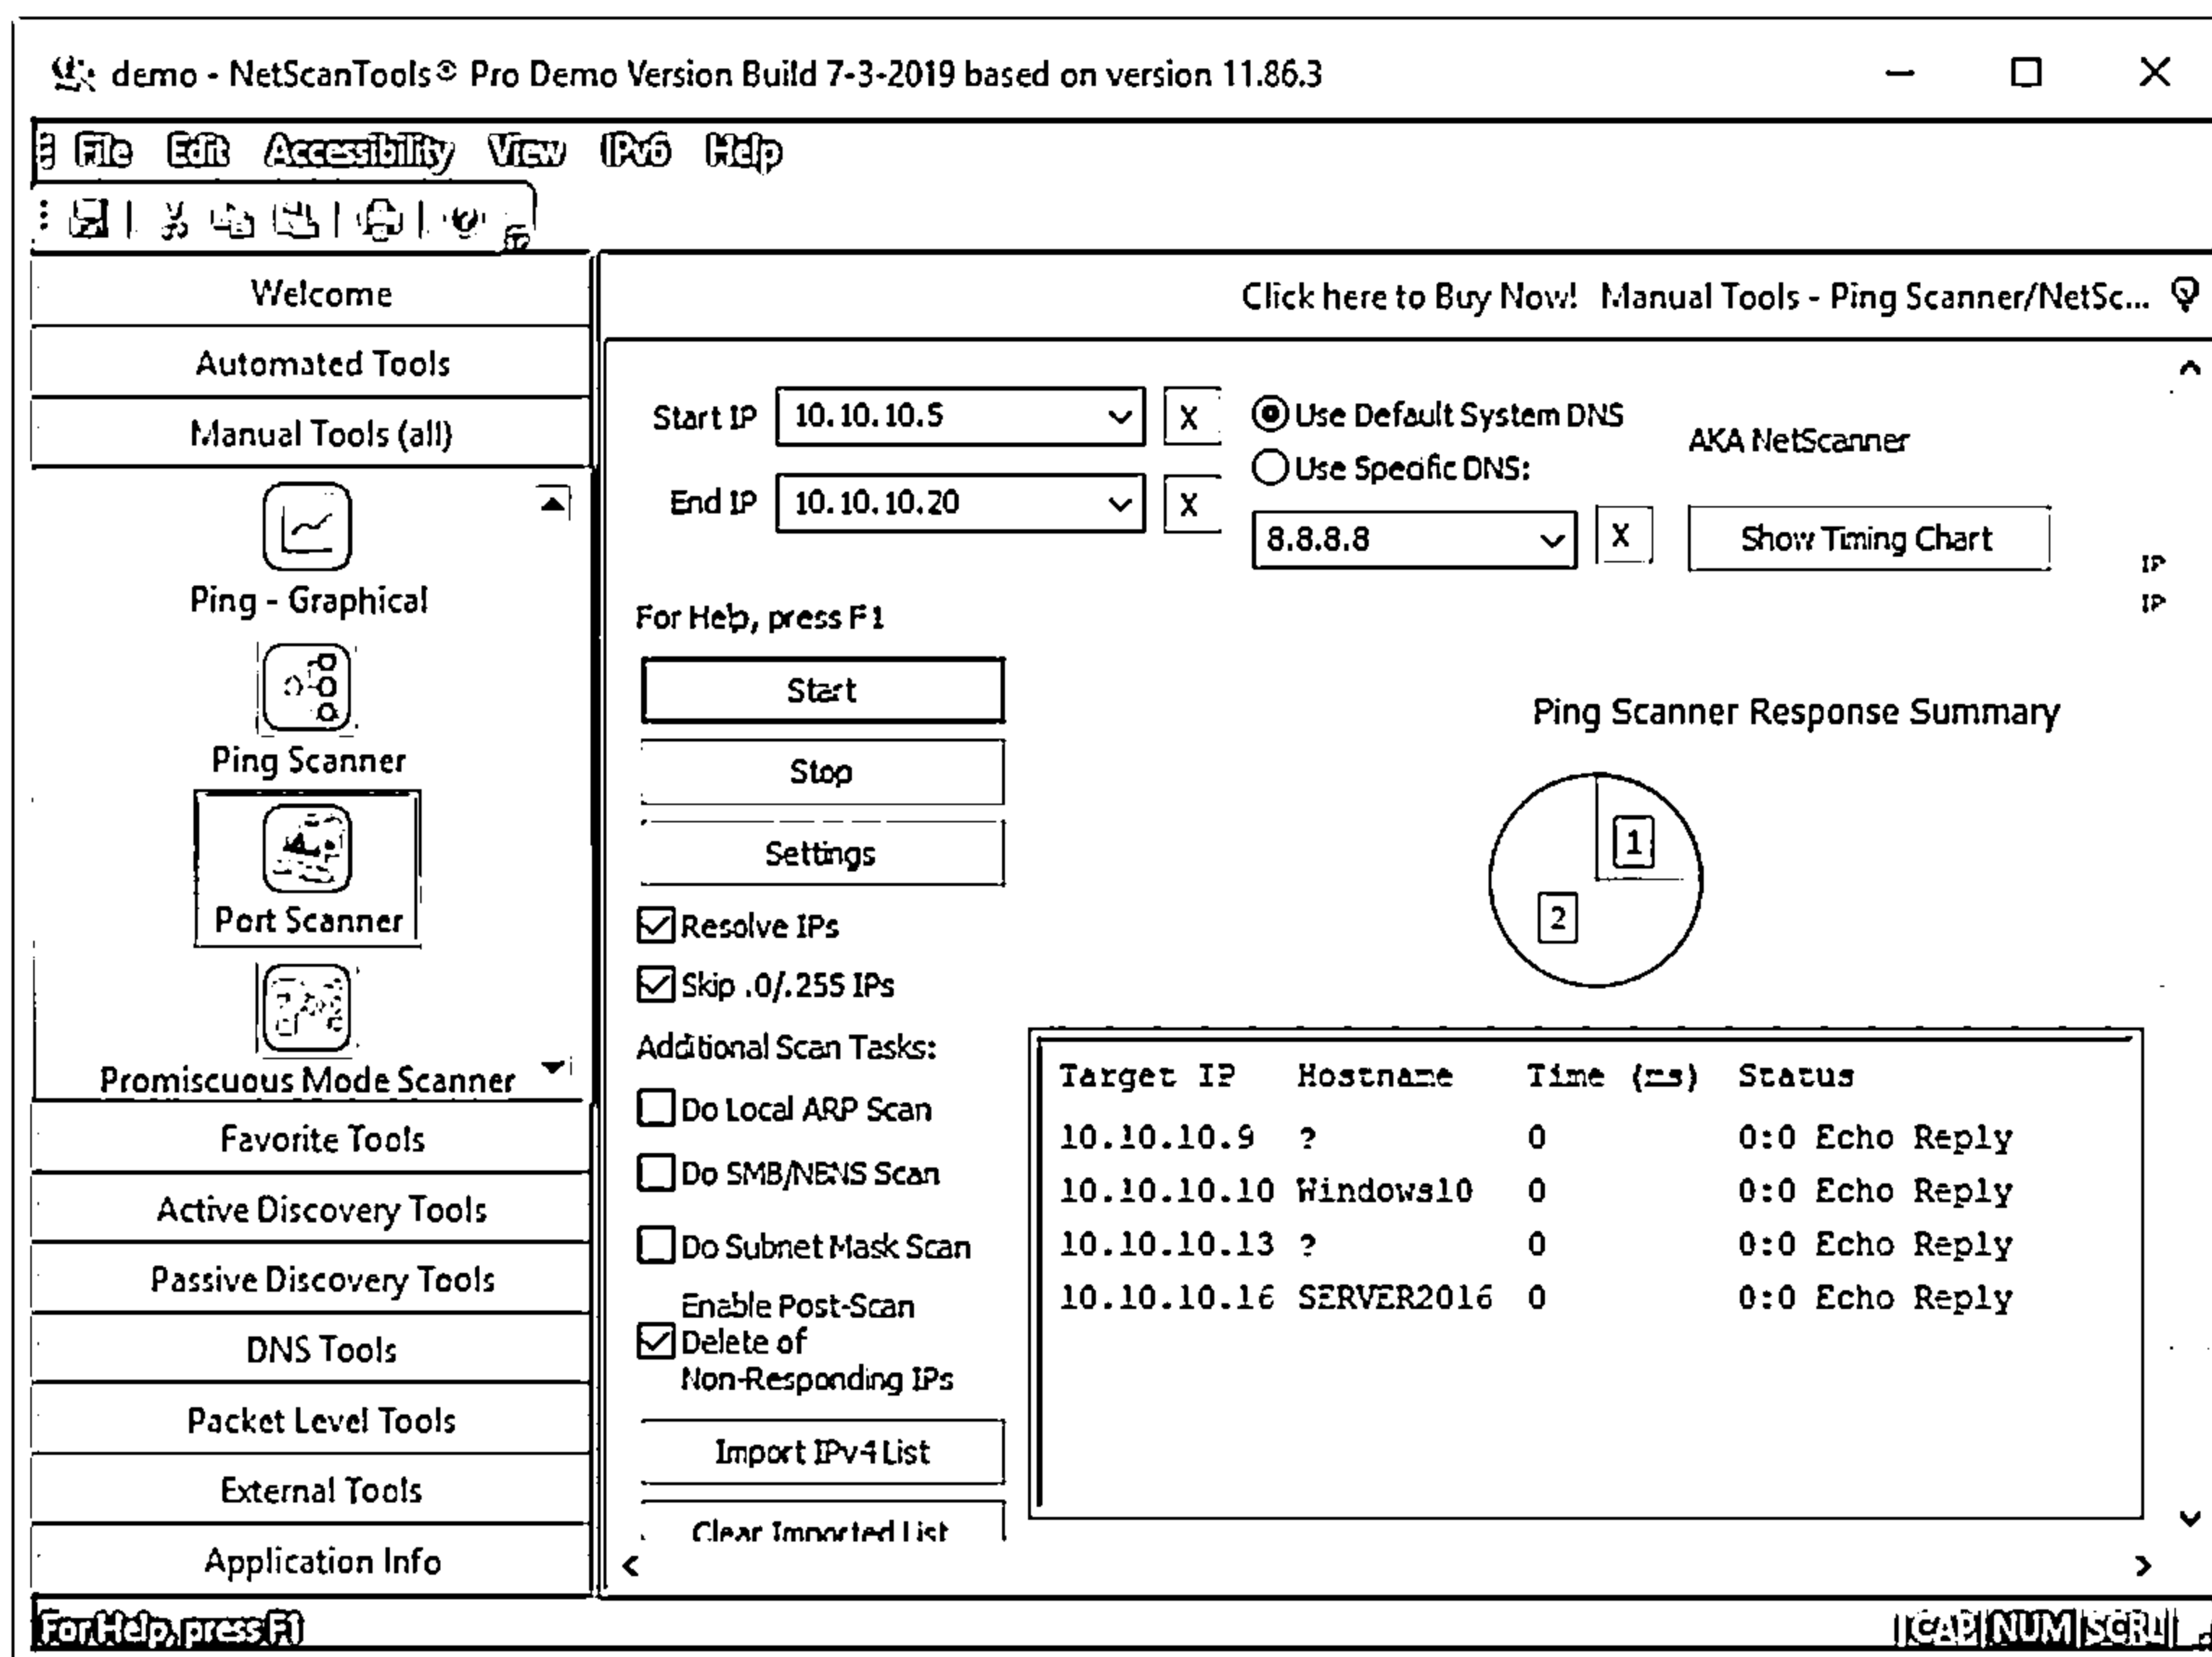 demo - NetScanTools® Pro Demo Version Build 7-3-2019 based on version 11.86.3
File Edit Accessibility View IPv6 Help
Welcome
Automated Tools
Manual Tools (all)
Ping - Graphical
Ping Scanner
Port Scanner
Promiscuous Mode Scanner
Favorite Tools
Active Discovery Tools
Passive Discovery Tools
DNS Tools
Packet Level Tools
External Tools
Application Info
Click here to Buy Now! Manual Tools - Ping Scanner/NetSc...
Start IP 10.10.10.5 X
End IP 10.10.10.20 X
Use Default System DNS
Use Specific DNS:
8.8.8.8 X
AKA NetScanner
Show Timing Chart
IP
IP
For Help, press F1
Start
Stop
Settings
Resolve IPs
Skip .0/.255 IPs
Additional Scan Tasks:
Do Local ARP Scan
Do SMB/NBNS Scan
Do Subnet Mask Scan
Enable Post-Scan
Delete of
Non-Responding IPs
Import IPv4 List
Clear Imported List
Ping Scanner Response Summary
1
2
Target IP Hostname Time (ms) Status
10.10.10.9 ? 0 0:0 Echo Reply
10.10.10.10 Windows10 0 0:0 Echo Reply
10.10.10.13 ? 0 0:0 Echo Reply
10.10.10.16 SERVER2016 0 0:0 Echo Reply
For Help, press F1
CAP NUM SCRL